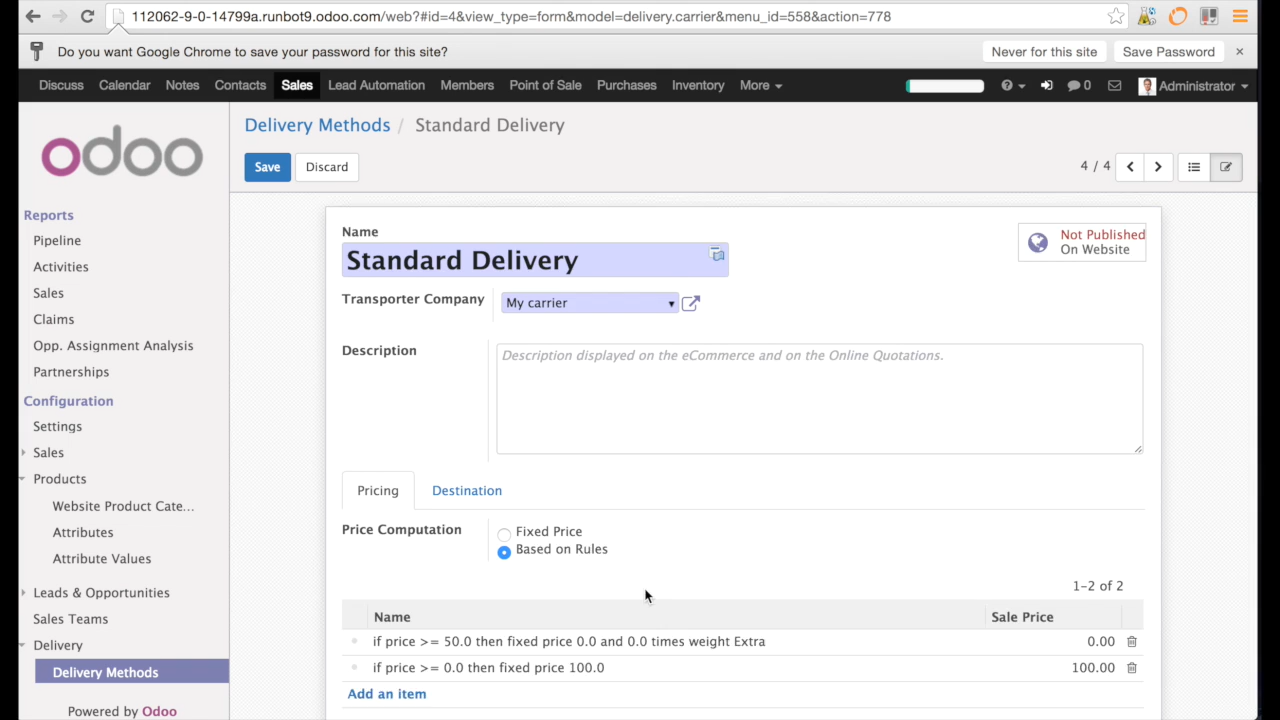 112062-9-0-14799a.runbot9.odoo.com/web?#id=4&view_type=form&model=delivery.carrier&menu_id=558&action=778
Do you want Google Chrome to save your password for this site? Never for this site Save Password ×
Discuss Calendar Notes Contacts Sales Lead Automation Members Point of Sale Purchases Inventory More 0 Administrator
odoo
Delivery Methods / Standard Delivery
Save Discard 4 / 4
Reports
Pipeline
Activities
Sales
Claims
Opp. Assignment Analysis
Partnerships
Configuration
Settings
Sales
Products
Website Product Cate...
Attributes
Attribute Values
Leads & Opportunities
Sales Teams
Delivery
Delivery Methods
Powered by Odoo
Name
Standard Delivery
Not Published
On Website
Transporter Company My carrier
Description Description displayed on the eCommerce and on the Online Quotations.
Pricing Destination
Price Computation Fixed Price
Based on Rules
1-2 of 2
Name Sale Price
if price >= 50.0 then fixed price 0.0 and 0.0 times weight Extra 0.00
if price >= 0.0 then fixed price 100.0 100.00
Add an item